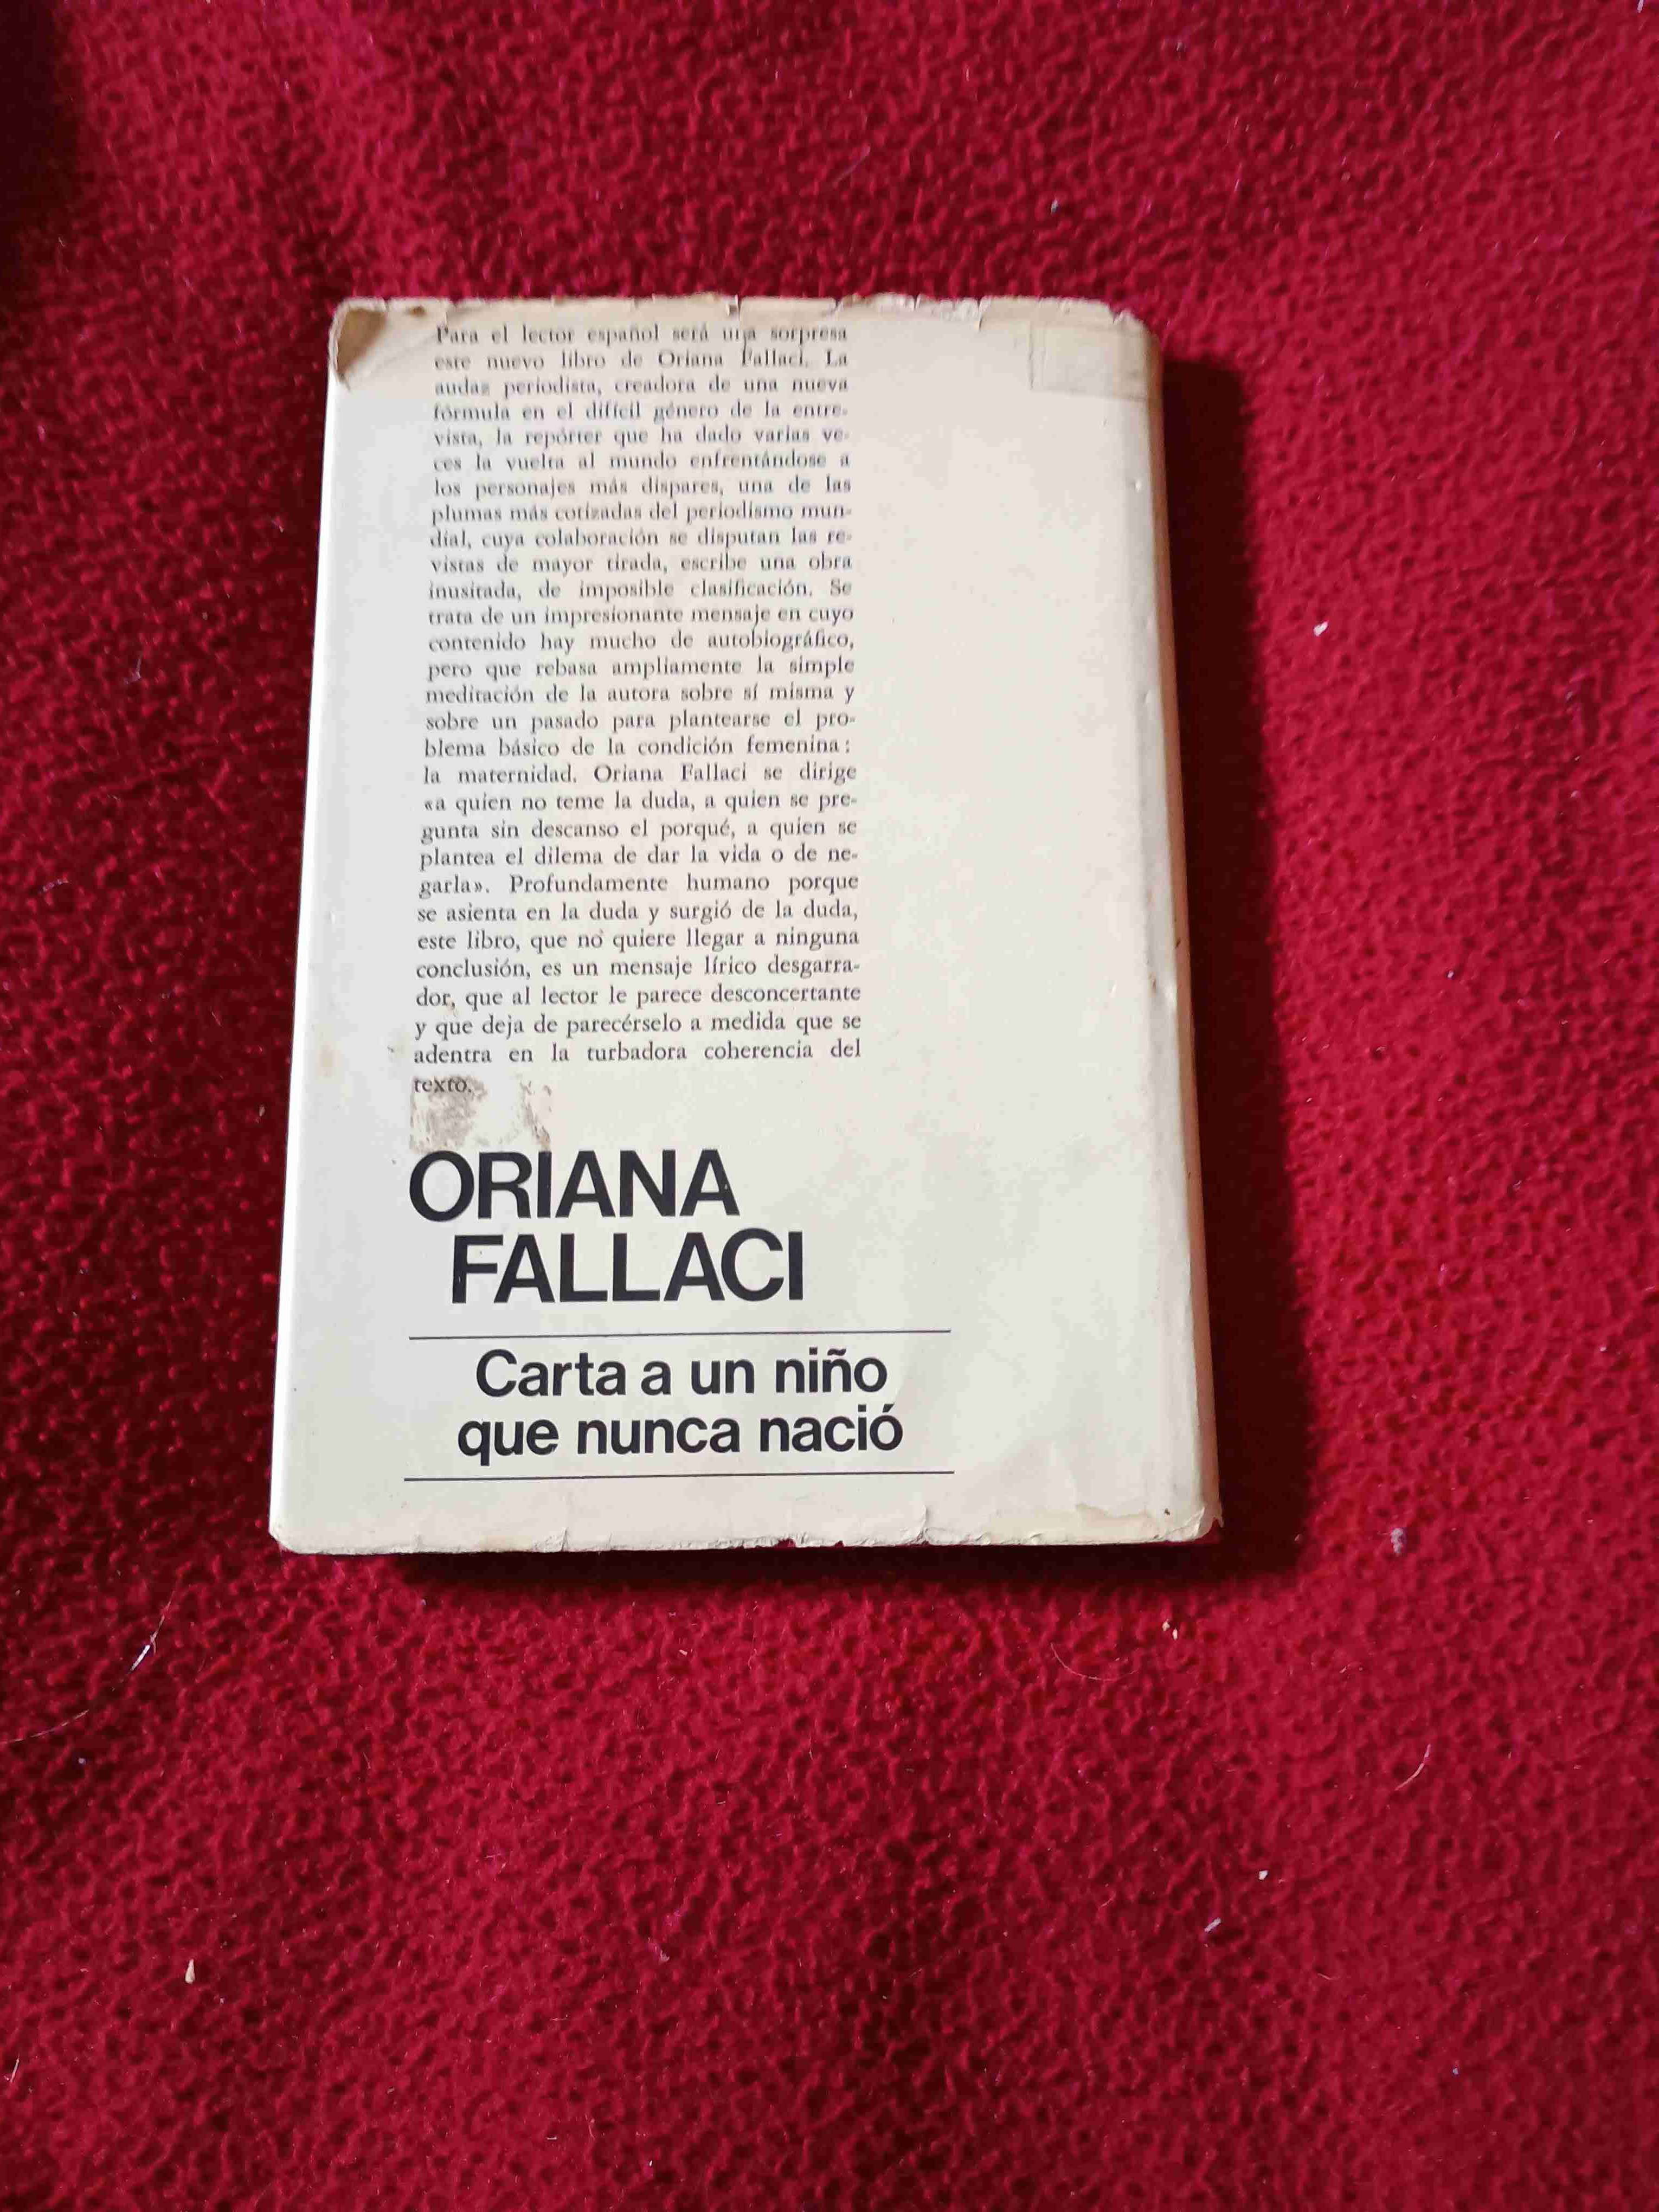 Para el lector español será una sorpresa
este nuevo libro de Oriana Fallaci. La
audaz periodista, creadora de una nueva
fórmula en el difícil género de la entre-
vista, la repórter que ha dado varias ve-
ces la vuelta al mundo enfrentándose a
los personajes más dispares, una de las
plumas más cotizadas del periodismo mun-
dial, cuya colaboración se disputan las re-
vistas de mayor tirada, escribe una obra
inusitada, de imposible clasificación. Se
trata de un impresionante mensaje en cuyo
contenido hay mucho de autobiográfico,
pero que rebasa ampliamente la simple
meditación de la autora sobre sí misma y
sobre un pasado para plantearse el pro-
blema básico de la condición femenina:
la maternidad. Oriana Fallaci se dirige
«a quien no teme la duda, a quien se pre-
gunta sin descanso el porqué, a quien se
plantea el dilema de dar la vida o de ne-
garla». Profundamente humano porque
se asienta en la duda y surgió de la duda,
este libro, que no quiere llegar a ninguna
conclusión, es un mensaje lírico desgarra-
dor, que al lector le parece desconcertante
y que deja de parecérselo a medida que se
adentra en la turbadora coherencia del
texto.
ORIANA
FALLACI
Carta a un niño
que nunca nació